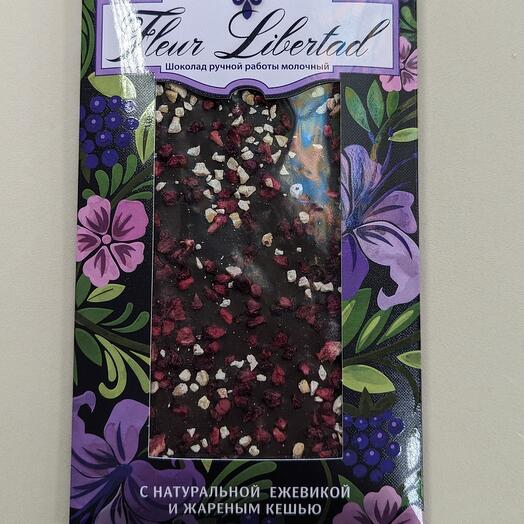 Fleur Libertad
Шоколад ручной работы молочный
С НАТУРАЛЬНОЙ ЕЖЕВИКОЙ
И ЖАРЕНЫМ КЕШЬЮ